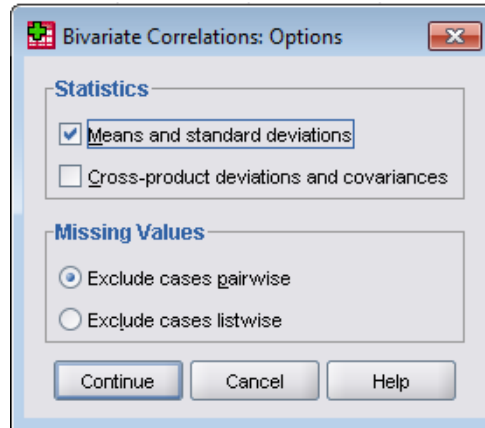 Bivariate Correlations: Options
Statistics
Means and standard deviations
Cross-product deviations and covariances
Missing Values
Exclude cases pairwise
Exclude cases listwise
Continue Cancel Help